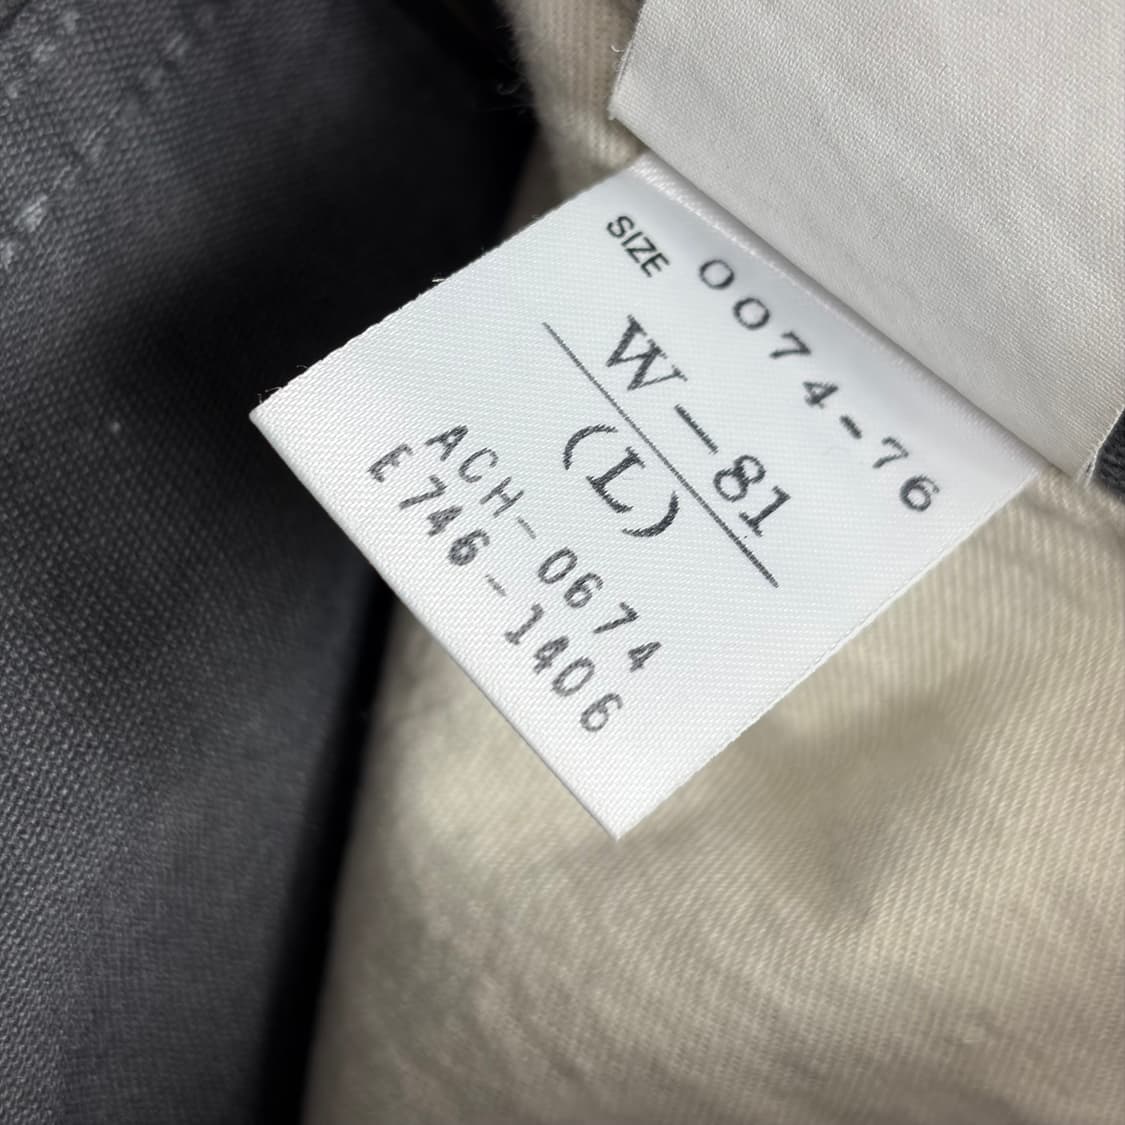 SIZE 0074-76
W-81
(L)
ACH-0674
E746-1406